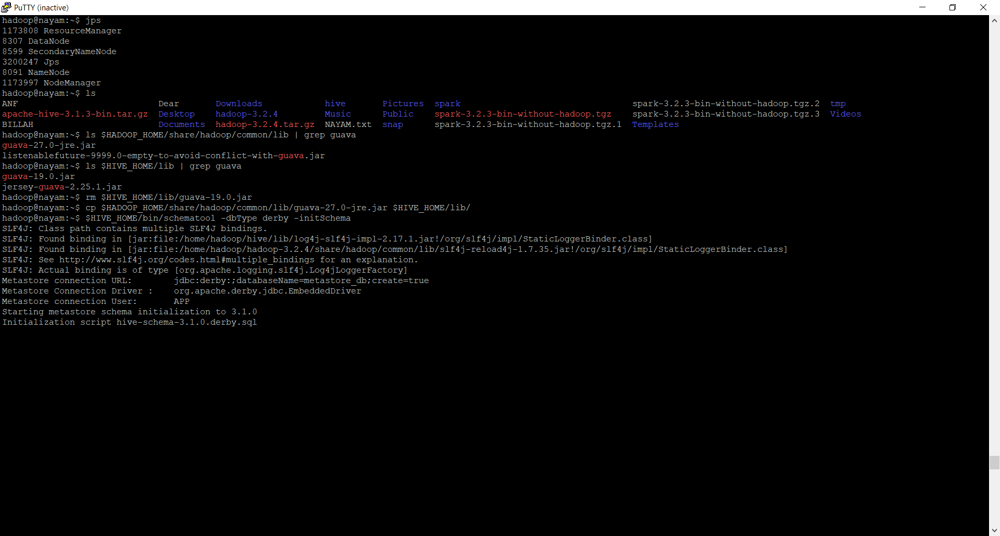 PuTTY (inactive)
hadoop@nayam:~$ jps
1173808 ResourceManager
8307 DataNode
8599 SecondaryNameNode
3200247 Jps
8091 NameNode
1173997 NodeManager
hadoop@nayam:~$ ls
ANF Dear Downloads hive Pictures spark spark-3.2.3-bin-without-hadoop.tgz.2 tmp
apache-hive-3.1.3-bin.tar.gz Desktop hadoop-3.2.4 Music Public spark-3.2.3-bin-without-hadoop.tgz spark-3.2.3-bin-without-hadoop.tgz.3 Videos
BILLAH Documents hadoop-3.2.4.tar.gz NAYAM.txt snap spark-3.2.3-bin-without-hadoop.tgz.1 Templates
hadoop@nayam:~$ ls $HADOOP_HOME/share/hadoop/common/lib | grep guava
guava-27.0-jre.jar
listenablefuture-9999.0-empty-to-avoid-conflict-with-guava.jar
hadoop@nayam:~$ ls $HIVE_HOME/lib | grep guava
guava-19.0.jar
jersey-guava-2.25.1.jar
hadoop@nayam:~$ rm $HIVE_HOME/lib/guava-19.0.jar
hadoop@nayam:~$ cp $HADOOP_HOME/share/hadoop/common/lib/guava-27.0-jre.jar $HIVE_HOME/lib/
hadoop@nayam:~$ $HIVE_HOME/bin/schematool -dbType derby -initSchema
SLF4J: Class path contains multiple SLF4J bindings.
SLF4J: Found binding in [jar:file:/home/hadoop/hive/lib/log4j-slf4j-impl-2.17.1.jar!/org/slf4j/impl/StaticLoggerBinder.class]
SLF4J: Found binding in [jar:file:/home/hadoop/hadoop-3.2.4/share/hadoop/common/lib/slf4j-reload4j-1.7.35.jar!/org/slf4j/impl/StaticLoggerBinder.class]
SLF4J: See http://www.slf4j.org/codes.html#multiple_bindings for an explanation.
SLF4J: Actual binding is of type [org.apache.logging.slf4j.Log4jLoggerFactory]
Metastore connection URL: jdbc:derby:;databaseName=metastore_db;create=true
Metastore Connection Driver : org.apache.derby.jdbc.EmbeddedDriver
Metastore connection User: APP
Starting metastore schema initialization to 3.1.0
Initialization script hive-schema-3.1.0.derby.sql